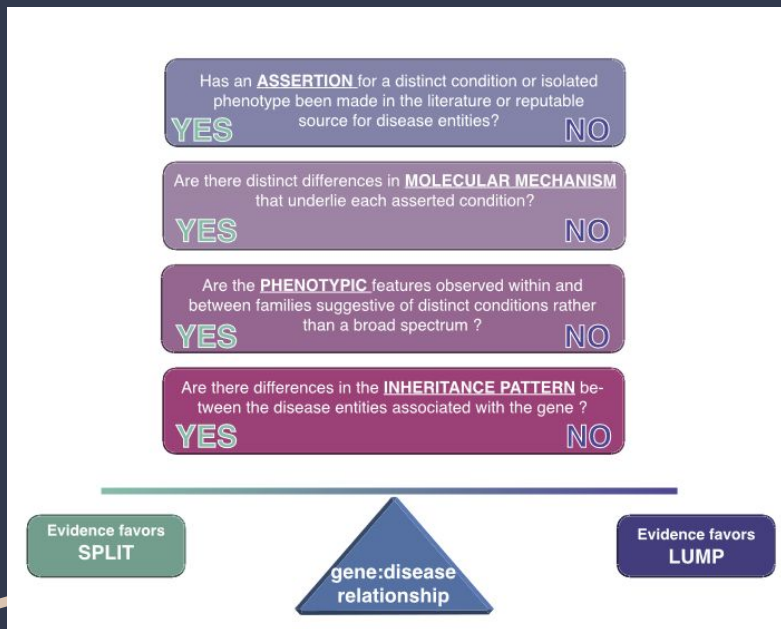 Has an ASSERTION for a distinct condition or isolated
phenotype been made in the literature or reputable
source for disease entities?
YES NO
Are there distinct differences in MOLECULAR MECHANISM
that underlie each asserted condition?
YES NO
Are the PHENOTYPIC features observed within and
between families suggestive of distinct conditions rather
than a broad spectrum ?
YES NO
Are there differences in the INHERITANCE PATTERN be-
tween the disease entities associated with the gene ?
YES NO
Evidence favors
SPLIT
gene:disease
relationship
Evidence favors
LUMP